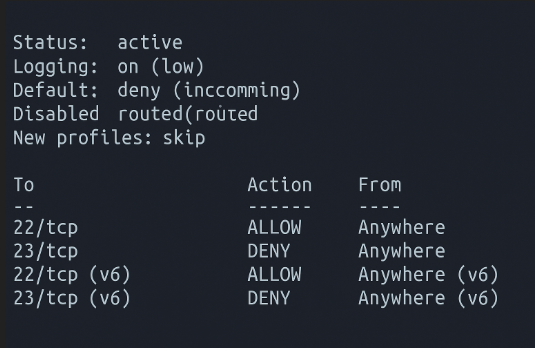 Status: active
Logging: on (low)
Default: deny (inccomming)
Disabled routed(routed
New profiles: skip
To Action From
-- ------ ----
22/tcp ALLOW Anywhere
23/tcp DENY Anywhere
22/tcp (v6) ALLOW Anywhere (v6)
23/tcp (v6) DENY Anywhere (v6)